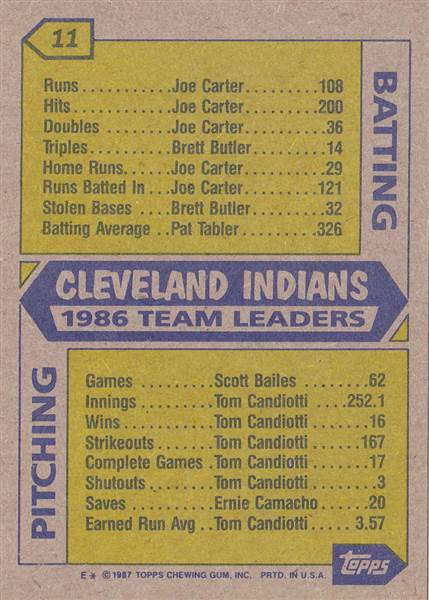 11
BATTING
Runs...........Joe Carter..........108
Hits............Joe Carter..........200
Doubles ........Joe Carter...........36
Triples.........Brett Butler..........14
Home Runs....Joe Carter...........29
Runs Batted In ...Joe Carter..........121
Stolen Bases ....Brett Butler..........32
Batting Average ..Pat Tabler..........326
CLEVELAND INDIANS
1986 TEAM LEADERS
PITCHING
Games .........Scott Bailes........62
Innings.........Tom Candiotti....252.1
Wins..........Tom Candiotti......16
Strikeouts ......Tom Candiotti.....167
Complete Games .Tom Candiotti......17
Shutouts........Tom Candiotti.......3
Saves .........Ernie Camacho.....20
Earned Run Avg ..Tom Candiotti.....3.57
topps
E* ©1987 TOPPS CHEWING GUM, INC. PRTD. IN U.S.A.